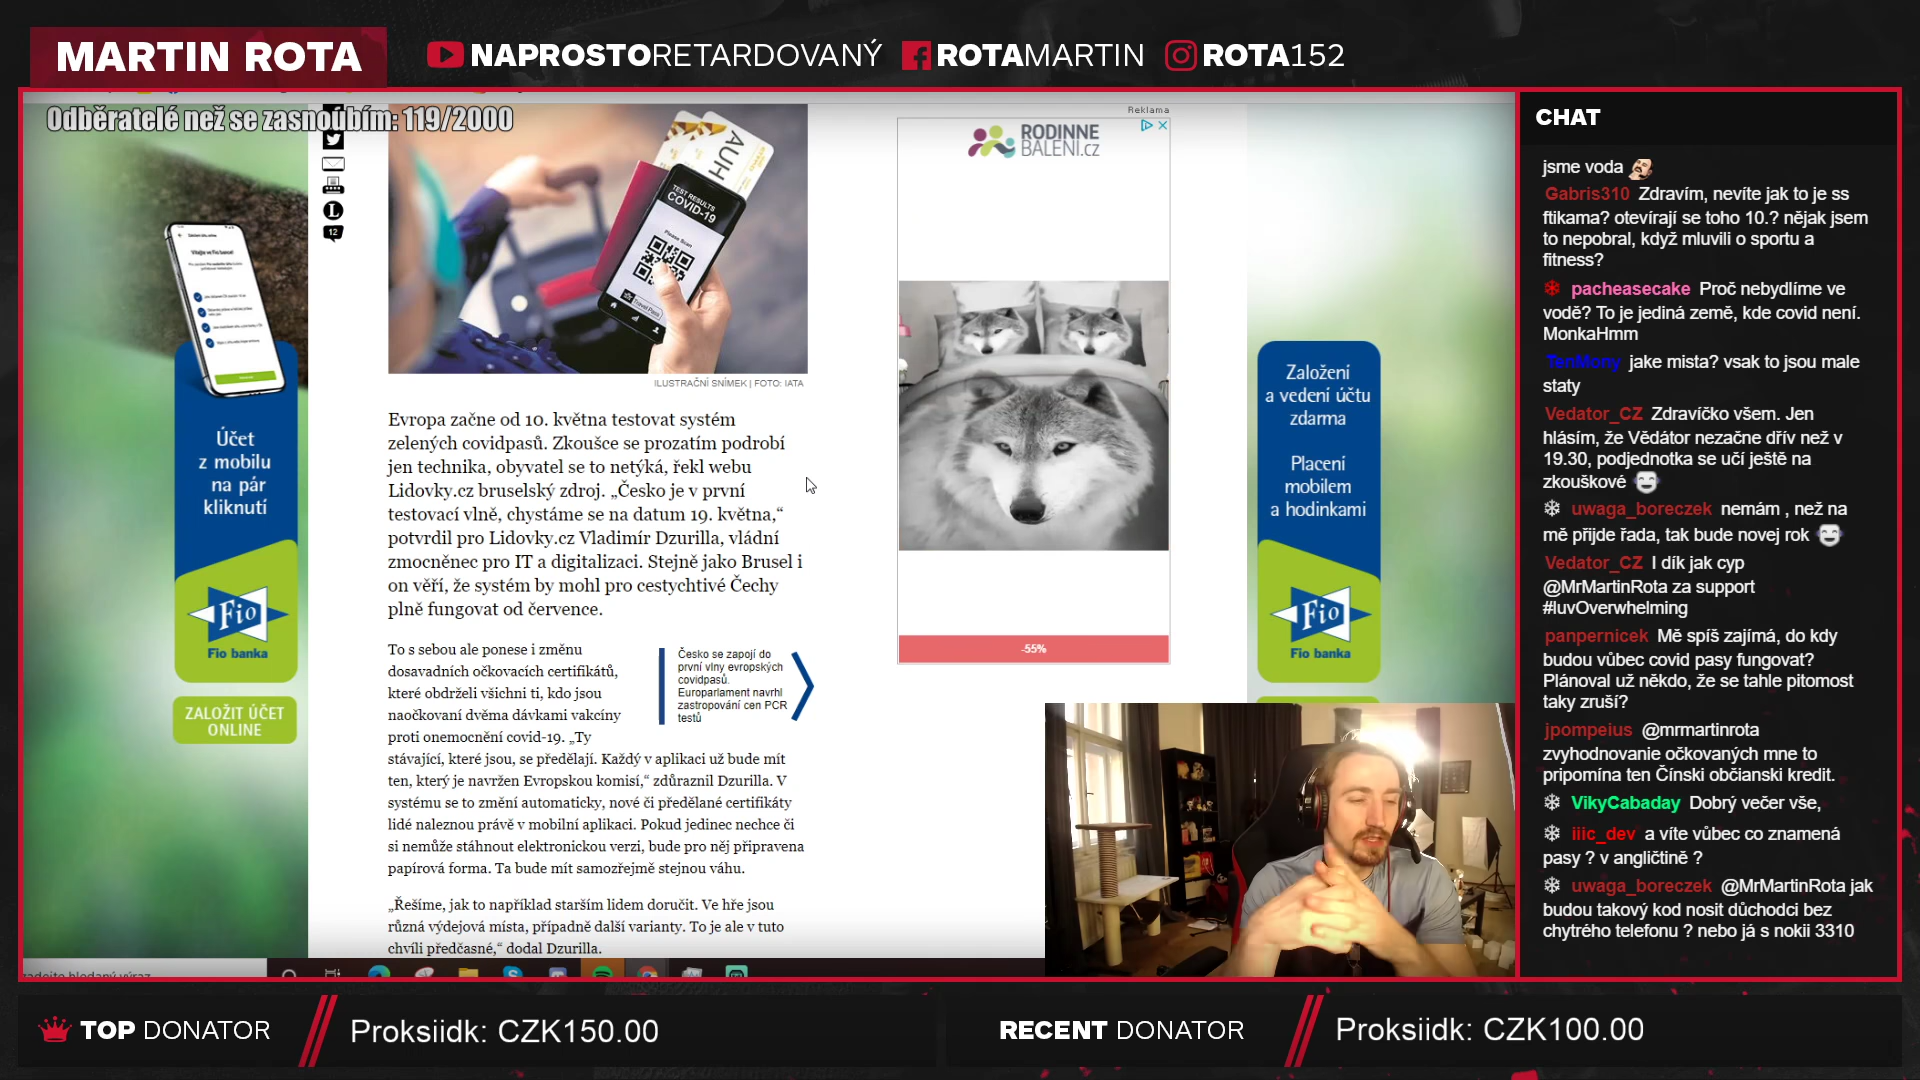 MARTIN ROTA
NAPROSTORETARDOVANÝ
ROTAMARTIN
ROTA152
Odběratelé než se zasnoubím: 119/2000
12
AUH
TEST RESULTS
COVID-19
Please Scan
Travel Pass
ILUSTRAČNÍ SNÍMEK | FOTO: IATA
Evropa začne od 10. května testovat systém
zelených covidpasů. Zkoušce se prozatím podrobí
jen technika, obyvatel se to netýká, řekl webu
Lidovky.cz bruselský zdroj. „Česko je v první
testovací vlně, chystáme se na datum 19. května,“
potvrdil pro Lidovky.cz Vladimír Dzurilla, vládní
zmocněnec pro IT a digitalizaci. Stejně jako Brusel i
on věří, že systém by mohl pro cestychtivé Čechy
plně fungovat od července.
To s sebou ale ponese i změnu
dosavadních očkovacích certifikátů,
které obdrželi všichni ti, kdo jsou
naočkovaní dvěma dávkami vakcíny
proti onemocnění covid-19. „Ty
stávající, které jsou, se předělají. Každý v aplikaci už bude mít
ten, který je navržen Evropskou komisí,“ zdůraznil Dzurilla. V
systému se to změní automaticky, nové či předělané certifikáty
lidé naleznou právě v mobilní aplikaci. Pokud jedinec nechce či
si nemůže stáhnout elektronickou verzi, bude pro něj připravena
papírová forma. Ta bude mít samozřejmě stejnou váhu.
„Řešíme, jak to například starším lidem doručit. Ve hře jsou
různá výdejová místa, případně další varianty. To je ale v tuto
chvíli předčasné,“ dodal Dzurilla.
Česko se zapojí do
první vlny evropských
covidpasů.
Europarlament navrhl
zastropování cen PCR
testů
Vítejte ve Fio bance!
Účet
z mobilu
na pár
kliknutí
Fio
Fio banka
ZALOŽIT ÚČET
ONLINE
Reklama
RODINNE
BALENI.cz
-55%
Založení
a vedení účtu
zdarma
Placení
mobilem
a hodinkami
Fio
Fio banka
zadejte hledaný výraz
CHAT
jsme voda
Gabris310 Zdravím, nevíte jak to je ss
ftikama? otevírají se toho 10.? nějak jsem
to nepobral, když mluvili o sportu a
fitness?
pacheasecake Proč nebydlíme ve
vodě? To je jediná země, kde covid není.
MonkaHmm
TenMony jake mista? vsak to jsou male
staty
Vedator_CZ Zdravíčko všem. Jen
hlásím, že Vědátor nezačne dřív než v
19.30, podjednotka se učí ještě na
zkouškové
uwaga_boreczek nemám , než na
mě přijde řada, tak bude novej rok
Vedator_CZ I dík jak cyp
@MrMartinRota za support
#luvOverwhelming
panpernicek Mě spíš zajímá, do kdy
budou vůbec covid pasy fungovat?
Plánoval už někdo, že se tahle pitomost
taky zruší?
jpompeius @mrmartinrota
zvyhodnovanie očkovaných mne to
pripomína ten Čínski občianski kredit.
VikyCabaday Dobrý večer vše,
iiic_dev a víte vůbec co znamená
pasy ? v angličtině ?
uwaga_boreczek @MrMartinRota jak
budou takový kod nosit důchodci bez
chytrého telefonu ? nebo já s nokii 3310
TOP DONATOR
Proksiidk: CZK150.00
RECENT DONATOR
Proksiidk: CZK100.00